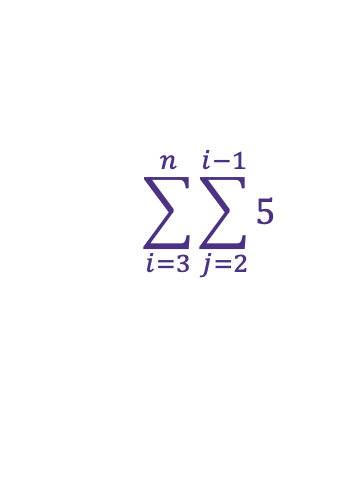 n i−1
∑ ∑ 5
i=3 j=2